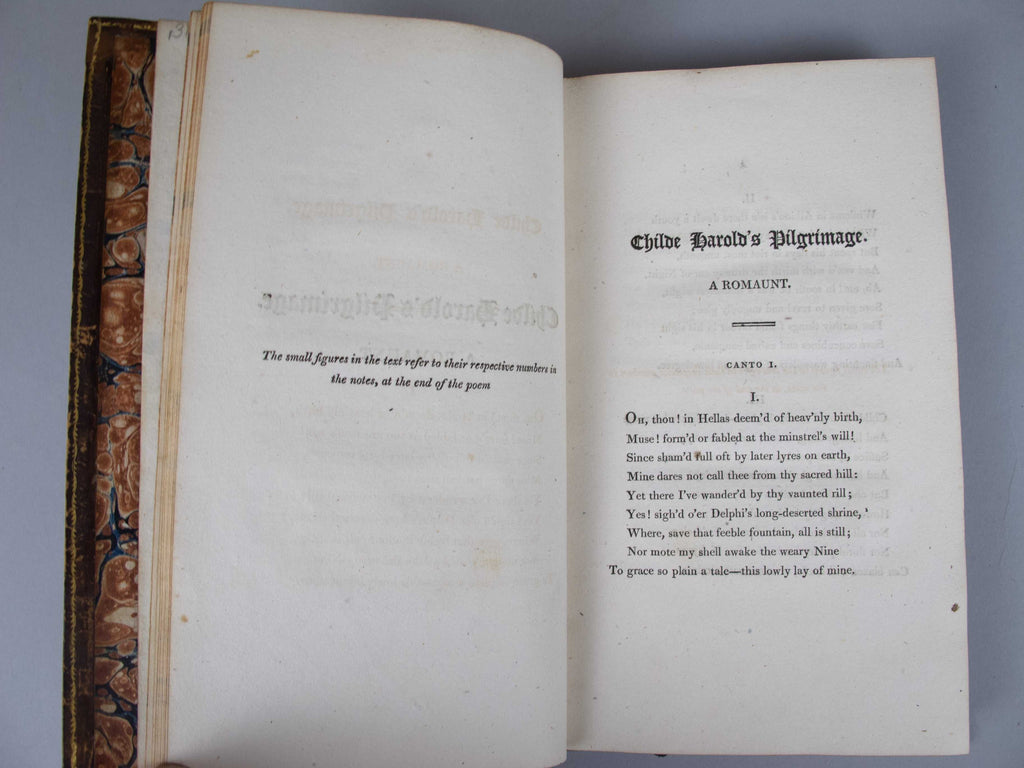 The small figures in the text refer to their respective numbers in
the notes, at the end of the poem
Childe Harold's Pilgrimage.
A ROMAUNT.
CANTO I.
I.
OH, thou! in Hellas deem'd of heav'nly birth,
Muse! form'd or fabled at the minstrel's will!
Since sham'd full oft by later lyres on earth,
Mine dares not call thee from thy sacred hill:
Yet there I've wander'd by thy vaunted rill;
Yes! sigh'd o'er Delphi's long-deserted shrine,¹
Where, save that feeble fountain, all is still;
Nor mote my shell awake the weary Nine
To grace so plain a tale—this lowly lay of mine.